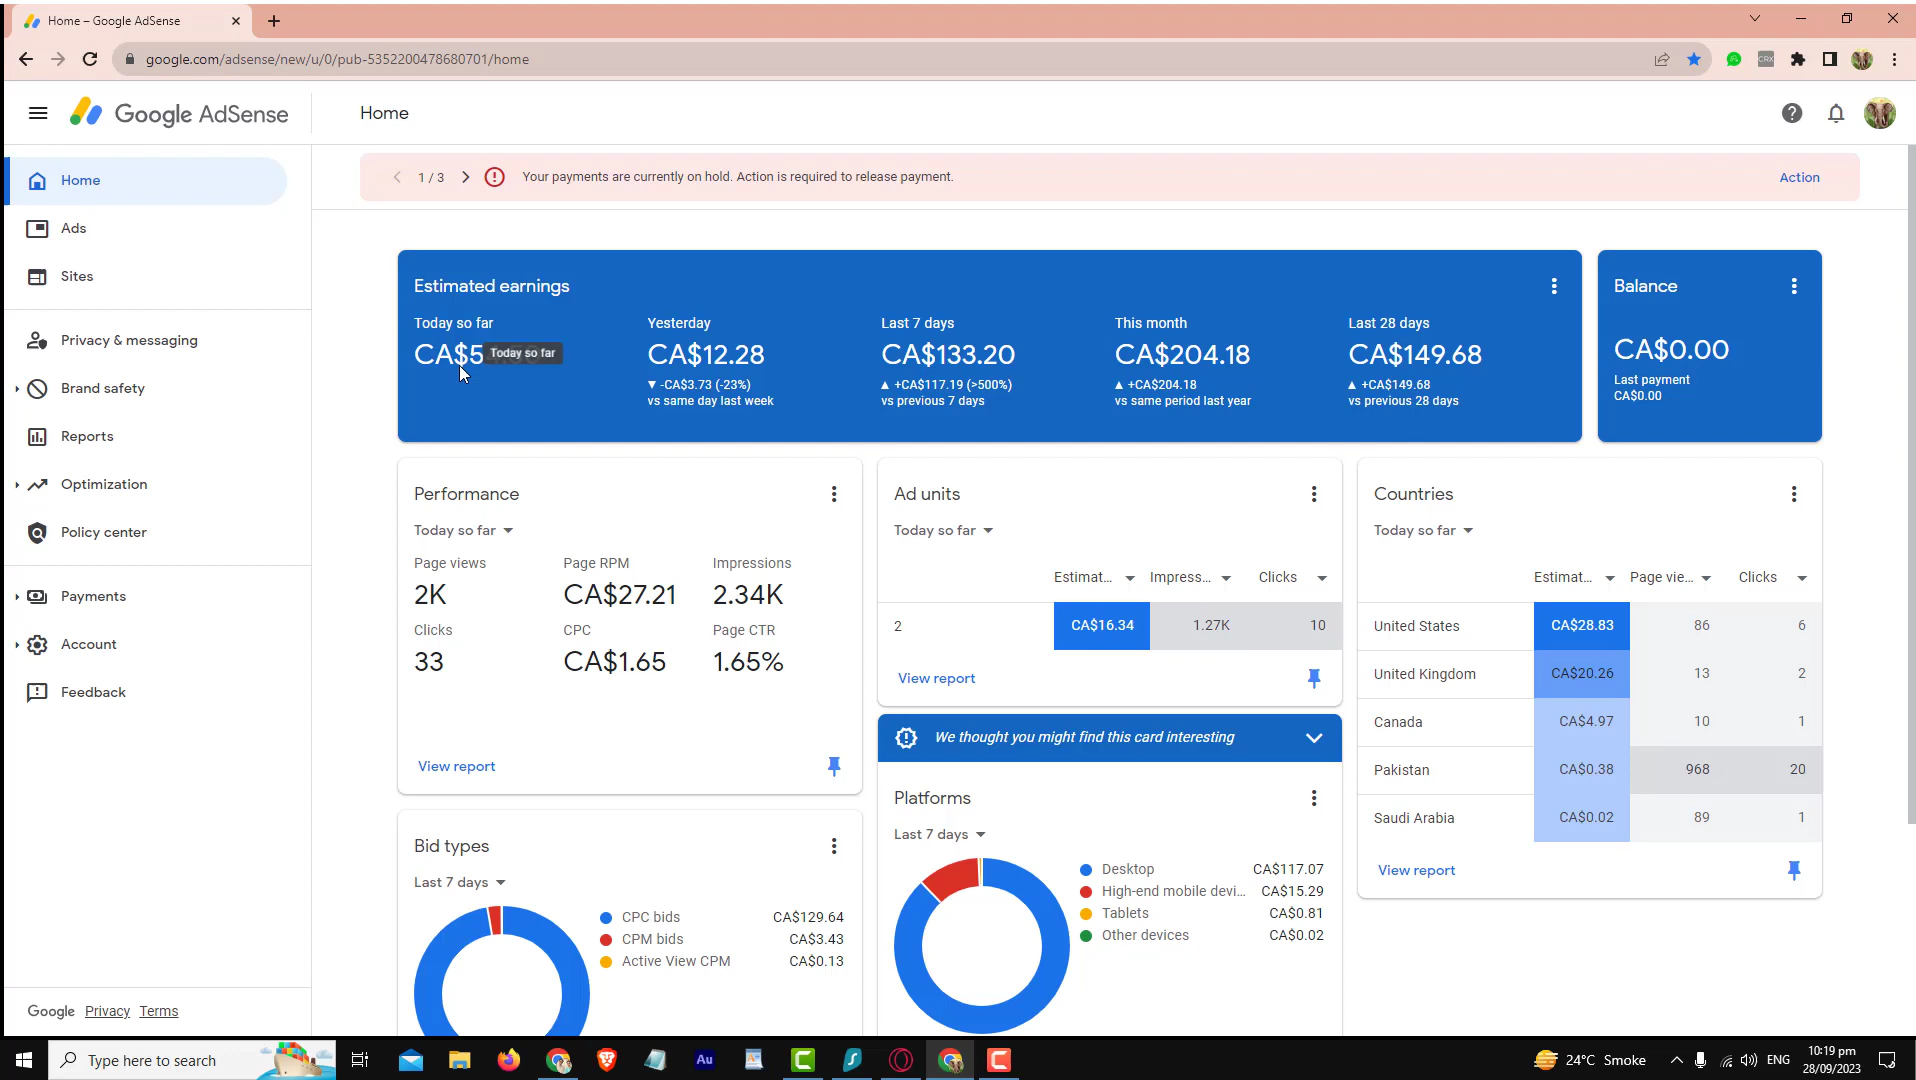 Home – Google AdSense
google.com/adsense/new/u/0/pub-5352200478680701/home
CRX
Google AdSense
Home
Home
Ads
Sites
Privacy & messaging
Brand safety
Reports
Optimization
Policy center
Payments
Account
Feedback
Google Privacy Terms
1 / 3
Your payments are currently on hold. Action is required to release payment.
Action
Estimated earnings
Today so far
CA$5
Today so far
Yesterday
CA$12.28
-CA$3.73 (-23%)
vs same day last week
Last 7 days
CA$133.20
+CA$117.19 (>500%)
vs previous 7 days
This month
CA$204.18
+CA$204.18
vs same period last year
Last 28 days
CA$149.68
+CA$149.68
vs previous 28 days
Balance
CA$0.00
Last payment
CA$0.00
Performance
Today so far
Page views Page RPM Impressions
2K CA$27.21 2.34K
Clicks CPC Page CTR
33 CA$1.65 1.65%
View report
Ad units
Today so far
Estimat... Impress... Clicks
2 CA$16.34 1.27K 10
View report
Countries
Today so far
Estimat... Page vie... Clicks
United States CA$28.83 86 6
United Kingdom CA$20.26 13 2
Canada CA$4.97 10 1
Pakistan CA$0.38 968 20
Saudi Arabia CA$0.02 89 1
View report
We thought you might find this card interesting
Platforms
Last 7 days
Desktop CA$117.07
High-end mobile devi... CA$15.29
Tablets CA$0.81
Other devices CA$0.02
Bid types
Last 7 days
CPC bids CA$129.64
CPM bids CA$3.43
Active View CPM CA$0.13
Type here to search
Au
24°C Smoke
ENG
10:19 pm
28/09/2023